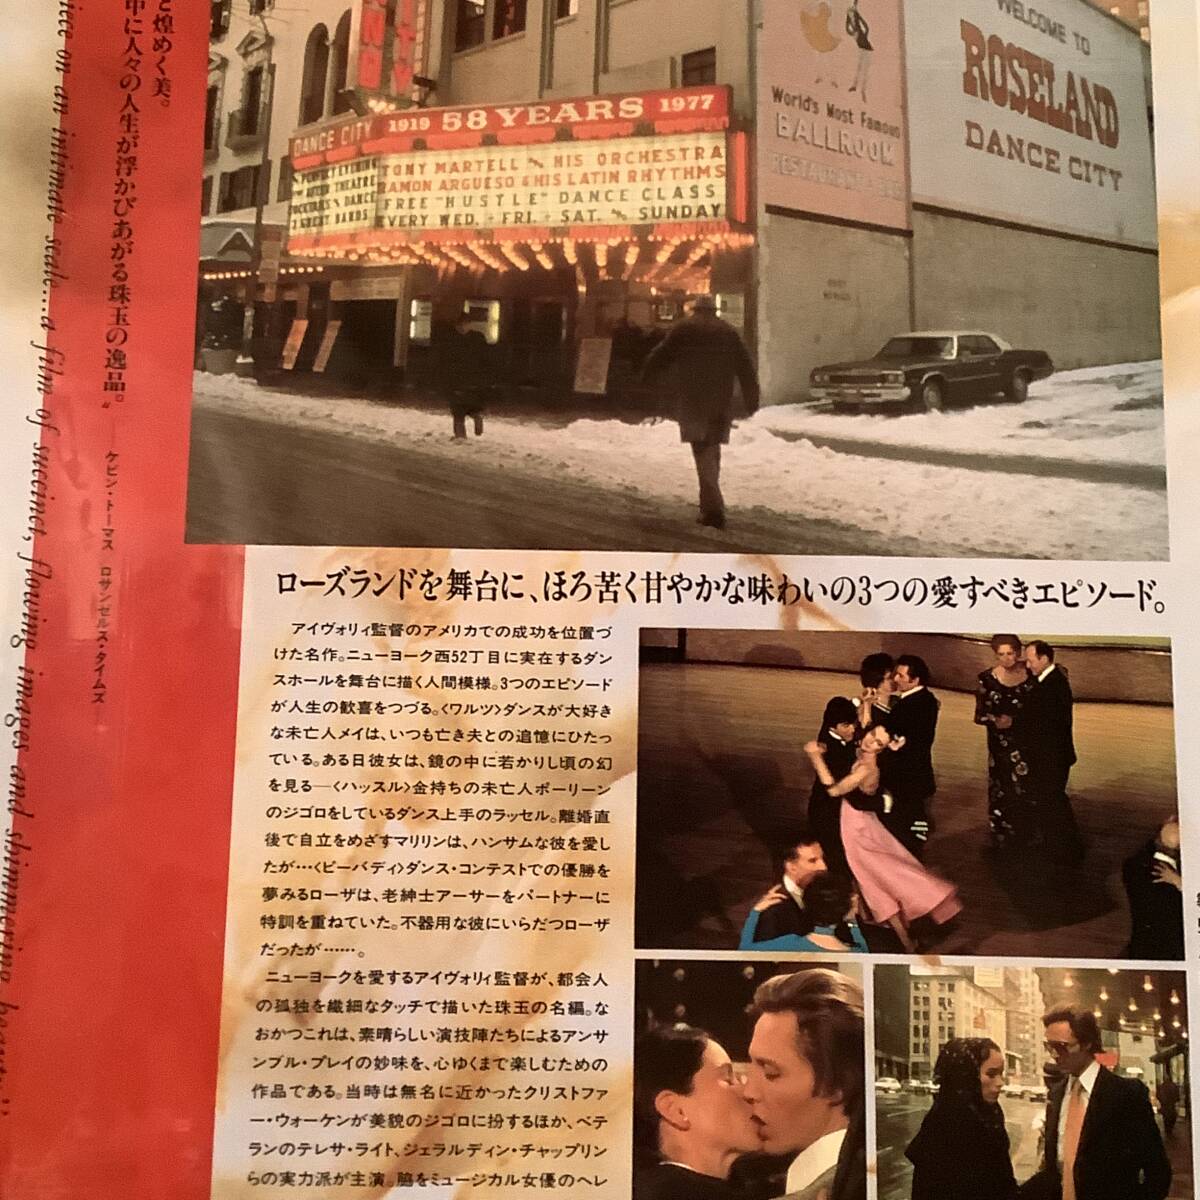 と煌めく美。
中に人々の人生が浮かびあがる珠玉の逸品。〟
ケビン・トーマス ロサンゼルス・タイムズ
piece on an intimate scale...a film of succinct, flowing images and shimmering beauty."
CITY
DANCE CITY
1919 58 YEARS 1977
TONY MARTELL HIS ORCHESTRA
RAMON ARGUESO & HIS LATIN RHYTHMS
FREE "HUSTLE" DANCE CLASS
EVERY WED. FRI. SAT. SUNDAY
AFTER THEATRE
COCKTAILS & DANCE
3 GREAT BANDS
World's Most Famous
BALLROOM
RESTAURANT
WELCOME TO
ROSELAND
DANCE CITY
ローズランドを舞台に、ほろ苦く甘やかな味わいの3つの愛すべきエピソード。
アイヴォリィ監督のアメリカでの成功を位置づ
けた名作。ニューヨーク西52丁目に実在するダン
スホールを舞台に描く人間模様。3つのエピソード
が人生の歓喜をつづる。〈ワルツ〉ダンスが大好き
な未亡人メイは、いつも亡き夫との追憶にひたっ
ている。ある日彼女は、鏡の中に若かりし頃の幻
を見る─〈ハッスル〉金持ちの未亡人ポーリーン
のジゴロをしているダンス上手のラッセル。離婚直
後で自立をめざすマリリンは、ハンサムな彼を愛し
たが…〈ピーバディ〉ダンス・コンテストでの優勝を
夢みるローザは、老紳士アーサーをパートナーに
特訓を重ねていた。不器用な彼にいらだつローザ
だったが……。
ニューヨークを愛するアイヴォリィ監督が、都会人
の孤独を繊細なタッチで描いた珠玉の名編。な
おかつこれは、素晴らしい演技陣たちによるアンサ
ンブル・プレイの妙味を、心ゆくまで楽しむための
作品である。当時は無名に近かったクリストファ
ー・ウォーケンが美貌のジゴロに扮するほか、ベテ
ランのテレサ・ライト、ジェラルディン・チャップリン
らの実力派が主演。脇をミュージカル女優のヘレ